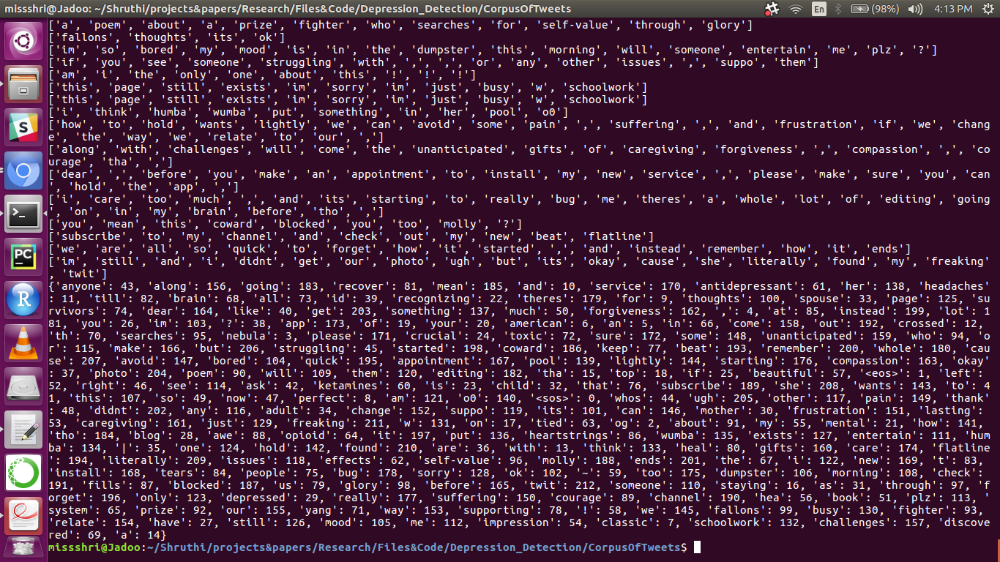 missshri@Jadoo: ~/Shruthi/projects&papers/Research/Files&Code/Depression_Detection/CorpusOfTweets
En
(98%)
4:13 PM
['a', 'poem', 'about', 'a', 'prize', 'fighter', 'who', 'searches', 'for', 'self-value', 'through', 'glory']
['fallons', 'thoughts', 'its', 'ok']
['im', 'so', 'bored', 'my', 'mood', 'is', 'in', 'the', 'dumpster', 'this', 'morning', 'will', 'someone', 'entertain', 'me', 'plz', '?']
['if', 'you', 'see', 'someone', 'struggling', 'with', ',', ',', 'or', 'any', 'other', 'issues', ',', 'suppo', 'them']
['am', 'i', 'the', 'only', 'one', 'about', 'this', '!', '!', '!']
['this', 'page', 'still', 'exists', 'im', 'sorry', 'im', 'just', 'busy', 'w', 'schoolwork']
['this', 'page', 'still', 'exists', 'im', 'sorry', 'im', 'just', 'busy', 'w', 'schoolwork']
['i', 'think', 'humba', 'wumba', 'put', 'something', 'in', 'her', 'pool', 'o0']
['how', 'to', 'hold', 'wants', 'lightly', 'we', 'can', 'avoid', 'some', 'pain', ',', 'suffering', ',', 'and', 'frustration', 'if', 'we', 'chang
e', 'the', 'way', 'we', 'relate', 'to', 'our', ',']
['along', 'with', 'challenges', 'will', 'come', 'the', 'unanticipated', 'gifts', 'of', 'caregiving', 'forgiveness', ',', 'compassion', ',', 'co
urage', 'tha', ',']
['dear', ',', 'before', 'you', 'make', 'an', 'appointment', 'to', 'install', 'my', 'new', 'service', ',', 'please', 'make', 'sure', 'you', 'can
', 'hold', 'the', 'app', ',']
['i', 'care', 'too', 'much', ',', 'and', 'its', 'starting', 'to', 'really', 'bug', 'me', 'theres', 'a', 'whole', 'lot', 'of', 'editing', 'going
', 'on', 'in', 'my', 'brain', 'before', 'tho', ',']
['you', 'mean', 'this', 'coward', 'blocked', 'you', 'too', 'molly', '?']
['subscribe', 'to', 'my', 'channel', 'and', 'check', 'out', 'my', 'new', 'beat', 'flatline']
['we', 'are', 'all', 'so', 'quick', 'to', 'forget', 'how', 'it', 'started', ',', 'and', 'instead', 'remember', 'how', 'it', 'ends']
['im', 'still', 'and', 'i', 'didnt', 'get', 'our', 'photo', 'ugh', 'but', 'its', 'okay', 'cause', 'she', 'literally', 'found', 'my', 'freaking'
, 'twit']
{'anyone': 43, 'along': 156, 'going': 183, 'recover': 81, 'mean': 185, 'and': 10, 'service': 170, 'antidepressant': 61, 'her': 138, 'headaches'
: 11, 'till': 82, 'brain': 68, 'all': 73, 'id': 39, 'recognizing': 22, 'theres': 179, 'for': 9, 'thoughts': 100, 'spouse': 33, 'page': 125, 'su
rvivors': 74, 'dear': 164, 'like': 40, 'get': 203, 'something': 137, 'much': 50, 'forgiveness': 162, ',': 4, 'at': 85, 'instead': 199, 'lot': 1
81, 'you': 26, 'im': 103, '?': 38, 'app': 173, 'of': 19, 'your': 20, 'american': 6, 'an': 5, 'in': 66, 'come': 158, 'out': 192, 'crossed': 12,
'th': 70, 'searches': 95, 'nebula': 3, 'please': 171, 'crucial': 24, 'toxic': 72, 'sure': 172, 'some': 148, 'unanticipated': 159, 'who': 94, 'o
r': 115, 'make': 166, 'but': 206, 'struggling': 45, 'started': 198, 'coward': 186, 'keep': 77, 'beat': 193, 'remember': 200, 'whole': 180, 'cau
se': 207, 'avoid': 147, 'bored': 104, 'quick': 195, 'appointment': 167, 'pool': 139, 'lightly': 144, 'starting': 176, 'compassion': 163, 'okay'
: 37, 'photo': 204, 'poem': 90, 'will': 109, 'them': 120, 'editing': 182, 'tha': 15, 'top': 18, 'if': 25, 'beautiful': 57, '<eos>': 1, 'left':
52, 'right': 46, 'see': 114, 'ask': 42, 'ketamines': 60, 'is': 23, 'child': 32, 'that': 76, 'subscribe': 189, 'she': 208, 'wants': 143, 'to': 4
1, 'this': 107, 'so': 49, 'now': 47, 'perfect': 8, 'am': 121, 'o0': 140, '<sos>': 0, 'whos': 44, 'ugh': 205, 'other': 117, 'pain': 149, 'thank'
: 48, 'didnt': 202, 'any': 116, 'adult': 34, 'change': 152, 'suppo': 119, 'its': 101, 'can': 146, 'mother': 30, 'frustration': 151, 'lasting':
53, 'caregiving': 161, 'just': 129, 'freaking': 211, 'w': 131, 'on': 17, 'tied': 63, 'og': 2, 'about': 91, 'my': 55, 'mental': 21, 'how': 141,
'tho': 184, 'blog': 28, 'awe': 88, 'opioid': 64, 'it': 197, 'put': 136, 'heartstrings': 86, 'wumba': 135, 'exists': 127, 'entertain': 111, 'hum
ba': 134, '|': 35, 'one': 124, 'hold': 142, 'found': 210, 'are': 36, 'with': 13, 'think': 133, 'heal': 80, 'gifts': 160, 'care': 174, 'flatline
': 194, 'literally': 209, 'issues': 118, 'effects': 62, 'self-value': 96, 'molly': 188, 'ends': 201, 'the': 67, 'i': 122, 'new': 169, 't': 83,
'install': 168, 'tears': 84, 'people': 75, 'bug': 178, 'sorry': 128, 'ok': 102, '~': 59, 'too': 175, 'dumpster': 106, 'morning': 108, 'check':
191, 'fills': 87, 'blocked': 187, 'us': 79, 'glory': 98, 'before': 165, 'twit': 212, 'someone': 110, 'staying': 16, 'as': 31, 'through': 97, 'f
orget': 196, 'only': 123, 'depressed': 29, 'really': 177, 'suffering': 150, 'courage': 89, 'channel': 190, 'hea': 56, 'book': 51, 'plz': 113, '
system': 65, 'prize': 92, 'our': 155, 'yang': 71, 'way': 153, 'supporting': 78, '!': 58, 'we': 145, 'fallons': 99, 'busy': 130, 'fighter': 93,
'relate': 154, 'have': 27, 'still': 126, 'mood': 105, 'me': 112, 'impression': 54, 'classic': 7, 'schoolwork': 132, 'challenges': 157, 'discove
red': 69, 'a': 14}
missshri@Jadoo:~/Shruthi/projects&papers/Research/Files&Code/Depression_Detection/CorpusOfTweets$
S
>_
PC
R